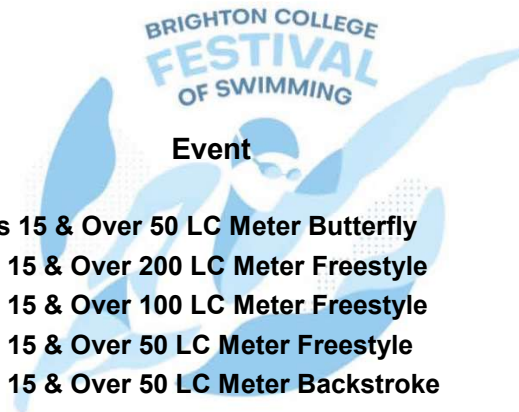 BRIGHTON COLLEGE
FESTIVAL
OF SWIMMING
Event
s 15 & Over 50 LC Meter Butterfly
15 & Over 200 LC Meter Freestyle
15 & Over 100 LC Meter Freestyle
15 & Over 50 LC Meter Freestyle
15 & Over 50 LC Meter Backstroke